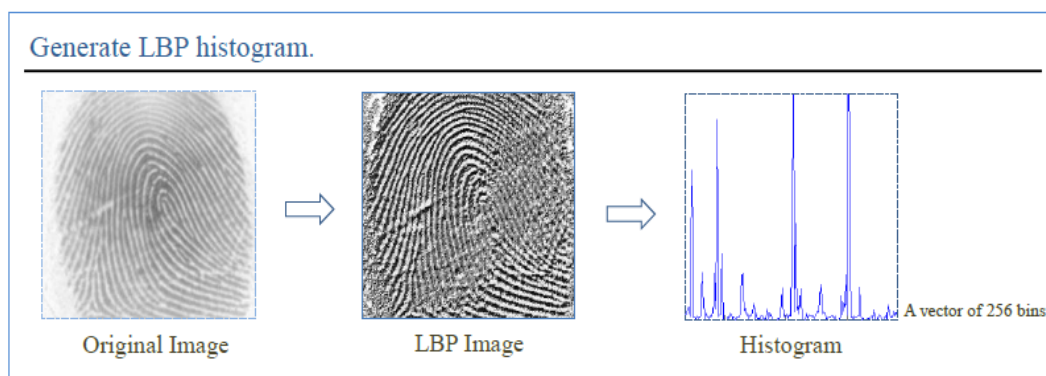 Generate LBP histogram.
A vector of 256 bins
Original Image
LBP Image
Histogram